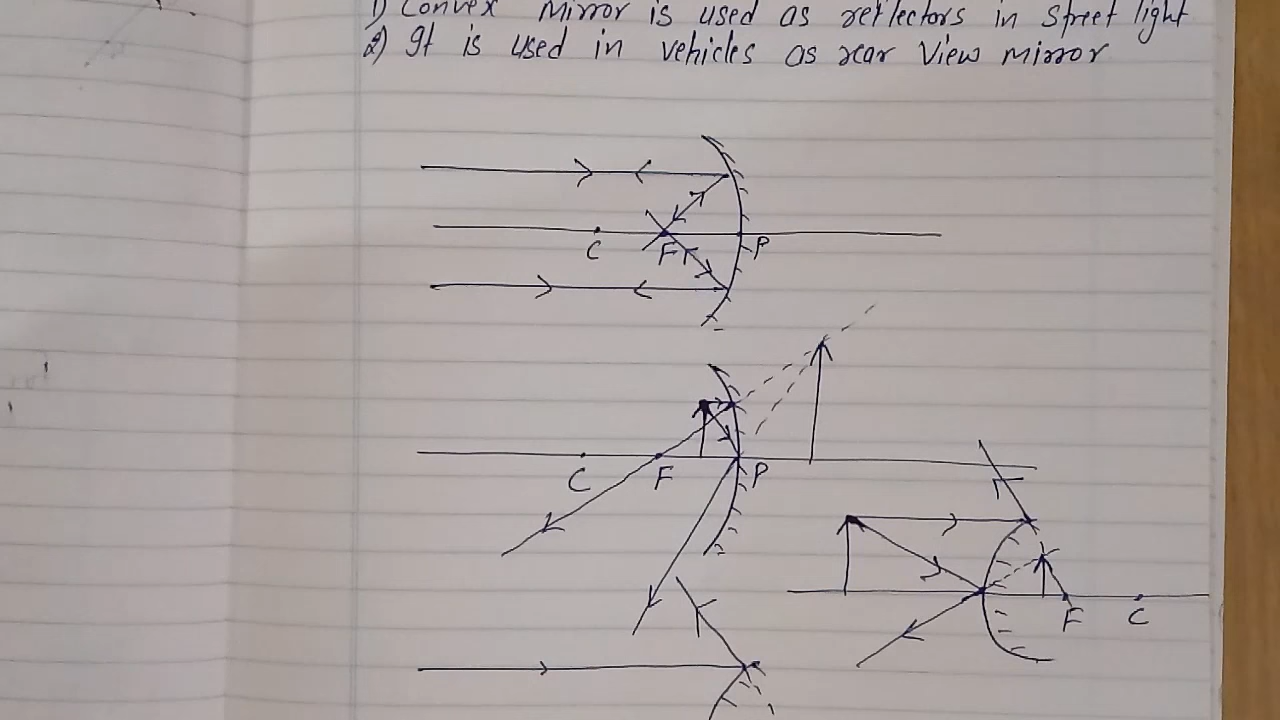 1) Convex mirror is used as reflectors in street light
2) It is used in vehicles as rear view mirror
C F P
C F P
F C